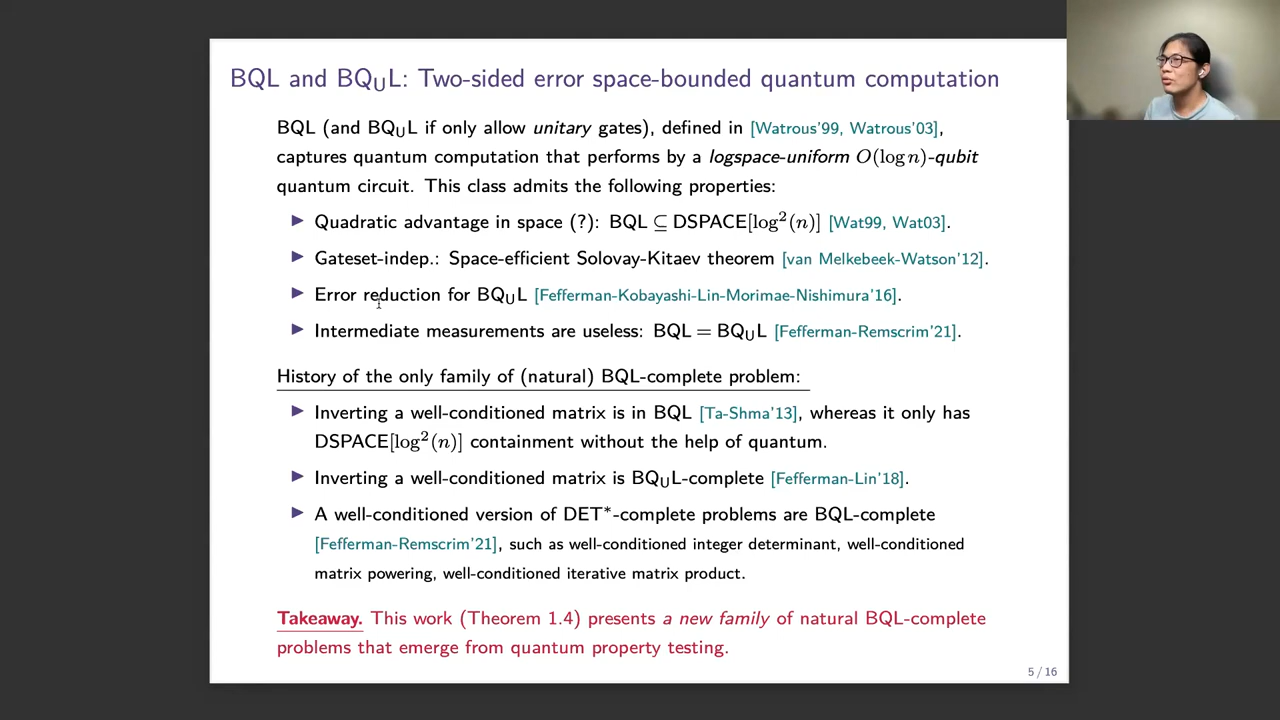 BQL and BQ_UL: Two-sided error space-bounded quantum computation
BQL (and BQ_UL if only allow unitary gates), defined in [Watrous'99, Watrous'03],
captures quantum computation that performs by a logspace-uniform O(log n)-qubit
quantum circuit. This class admits the following properties:
▶ Quadratic advantage in space (?): BQL ⊆ DSPACE[log²(n)] [Wat99, Wat03].
▶ Gateset-indep.: Space-efficient Solovay-Kitaev theorem [van Melkebeek-Watson'12].
▶ Error reduction for BQ_UL [Fefferman-Kobayashi-Lin-Morimae-Nishimura'16].
▶ Intermediate measurements are useless: BQL = BQ_UL [Fefferman-Remscrim'21].
History of the only family of (natural) BQL-complete problem:
▶ Inverting a well-conditioned matrix is in BQL [Ta-Shma'13], whereas it only has
DSPACE[log²(n)] containment without the help of quantum.
▶ Inverting a well-conditioned matrix is BQ_UL-complete [Fefferman-Lin'18].
▶ A well-conditioned version of DET*-complete problems are BQL-complete
[Fefferman-Remscrim'21], such as well-conditioned integer determinant, well-conditioned
matrix powering, well-conditioned iterative matrix product.
Takeaway. This work (Theorem 1.4) presents a new family of natural BQL-complete
problems that emerge from quantum property testing.
5 / 16